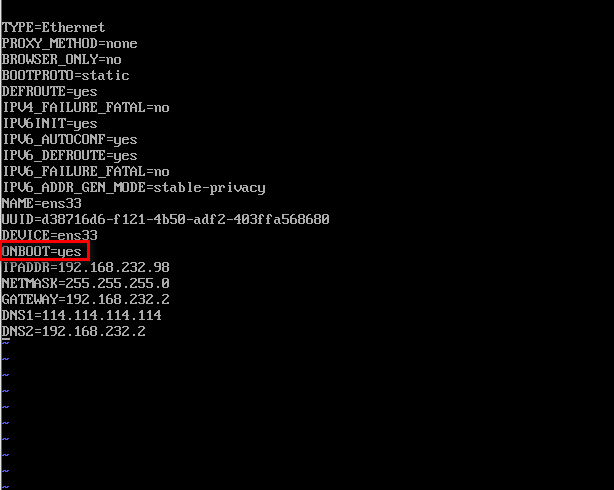 TYPE=Ethernet
PROXY_METHOD=none
BROWSER_ONLY=no
BOOTPROTO=static
DEFROUTE=yes
IPV4_FAILURE_FATAL=no
IPV6INIT=yes
IPV6_AUTOCONF=yes
IPV6_DEFROUTE=yes
IPV6_FAILURE_FATAL=no
IPV6_ADDR_GEN_MODE=stable-privacy
NAME=ens33
UUID=d38716d6-f121-4b50-adf2-403ffa568680
DEVICE=ens33
ONBOOT=yes
IPADDR=192.168.232.98
NETMASK=255.255.255.0
GATEWAY=192.168.232.2
DNS1=114.114.114.114
DNS2=192.168.232.2
~
~
~
~
~
~
~
~
~
~